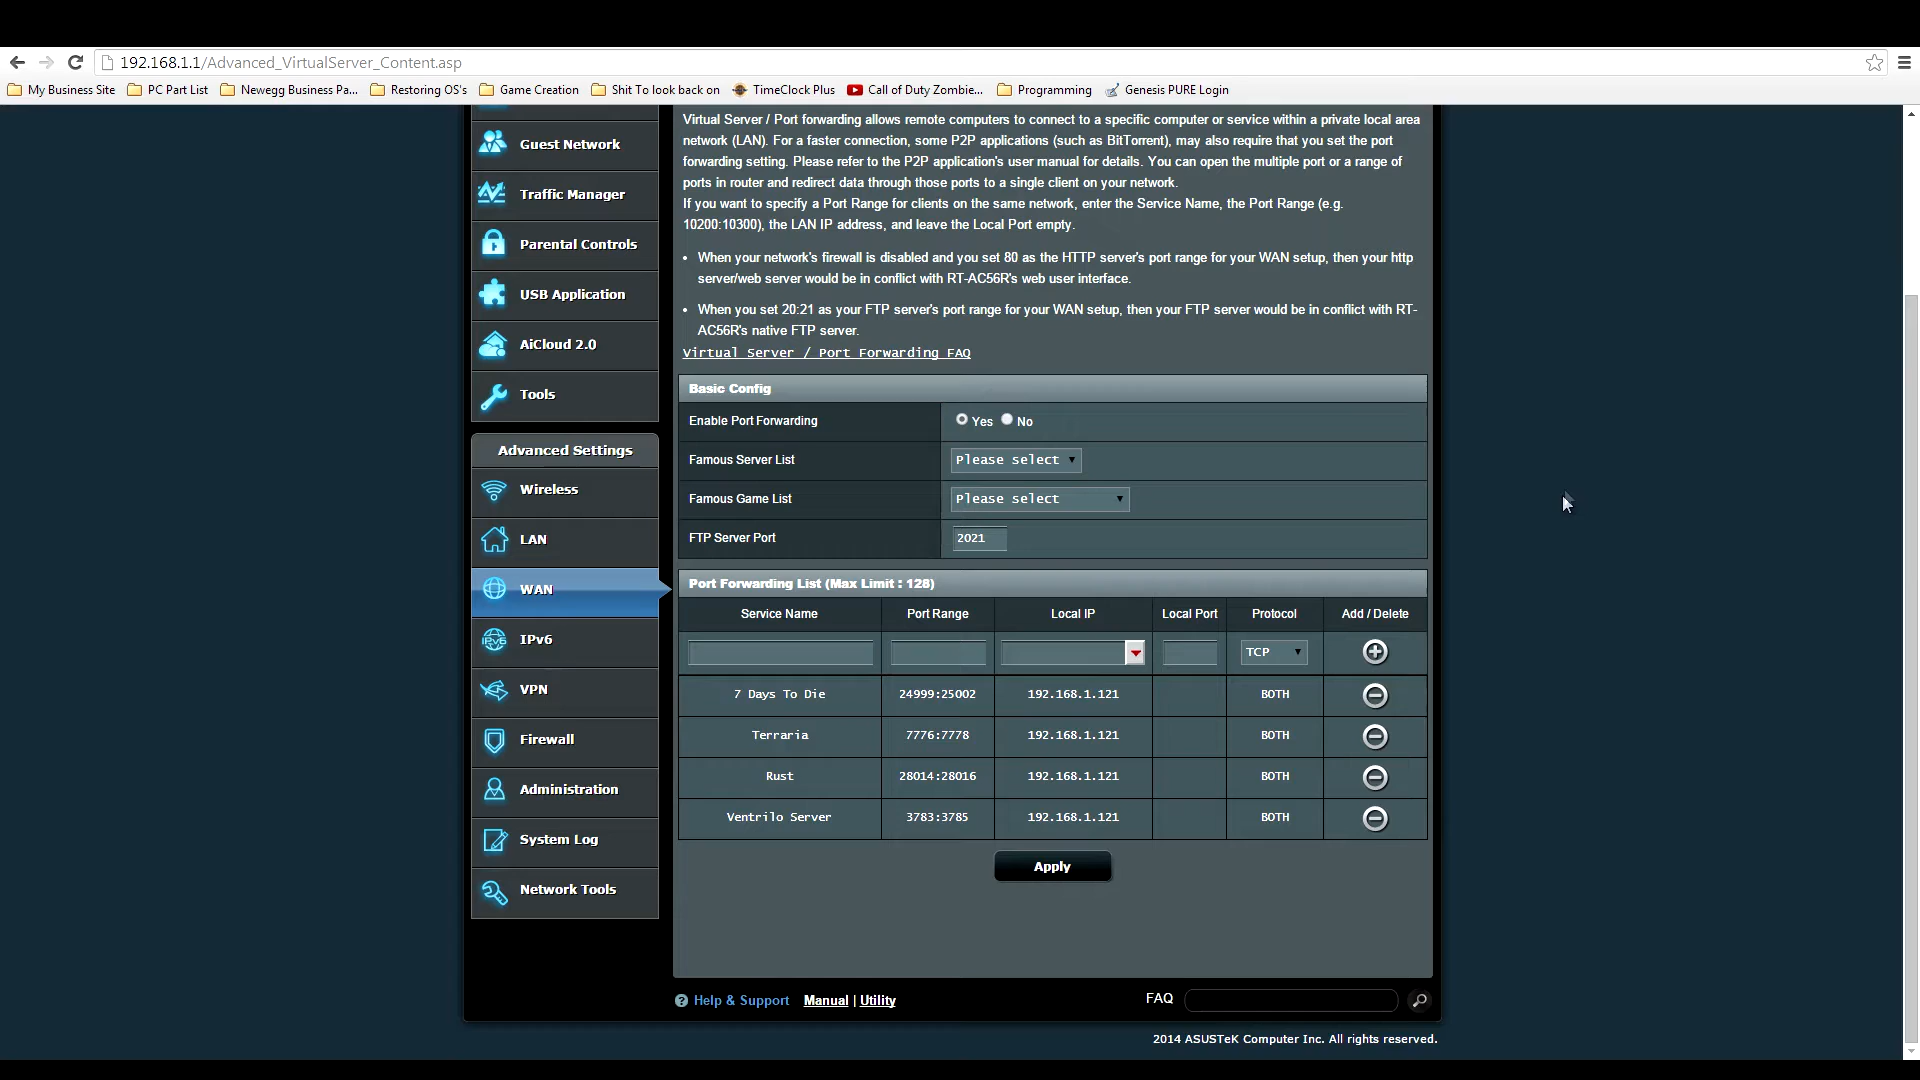 192.168.1.1/Advanced_VirtualServer_Content.asp
My Business Site PC Part List Newegg Business Pa... Restoring OS's Game Creation Shit To look back on TimeClock Plus Call of Duty Zombie... Programming Genesis PURE Login
Guest Network
Traffic Manager
Parental Controls
USB Application
AiCloud 2.0
Tools
Advanced Settings
Wireless
LAN
WAN
IPv6
IPv6
VPN
Firewall
Administration
System Log
Network Tools
Virtual Server / Port forwarding allows remote computers to connect to a specific computer or service within a private local area
network (LAN). For a faster connection, some P2P applications (such as BitTorrent), may also require that you set the port
forwarding setting. Please refer to the P2P application's user manual for details. You can open the multiple port or a range of
ports in router and redirect data through those ports to a single client on your network.
If you want to specify a Port Range for clients on the same network, enter the Service Name, the Port Range (e.g.
10200:10300), the LAN IP address, and leave the Local Port empty.
• When your network's firewall is disabled and you set 80 as the HTTP server's port range for your WAN setup, then your http
server/web server would be in conflict with RT-AC56R's web user interface.
• When you set 20:21 as your FTP server's port range for your WAN setup, then your FTP server would be in conflict with RT-
AC56R's native FTP server.
Virtual Server / Port Forwarding FAQ
Basic Config
Enable Port Forwarding Yes No
Famous Server List Please select
Famous Game List Please select
FTP Server Port 2021
Port Forwarding List (Max Limit : 128)
Service Name Port Range Local IP Local Port Protocol Add / Delete
TCP
7 Days To Die 24999:25002 192.168.1.121 BOTH
Terraria 7776:7778 192.168.1.121 BOTH
Rust 28014:28016 192.168.1.121 BOTH
Ventrilo Server 3783:3785 192.168.1.121 BOTH
Apply
? Help & Support Manual | Utility FAQ
2014 ASUSTeK Computer Inc. All rights reserved.